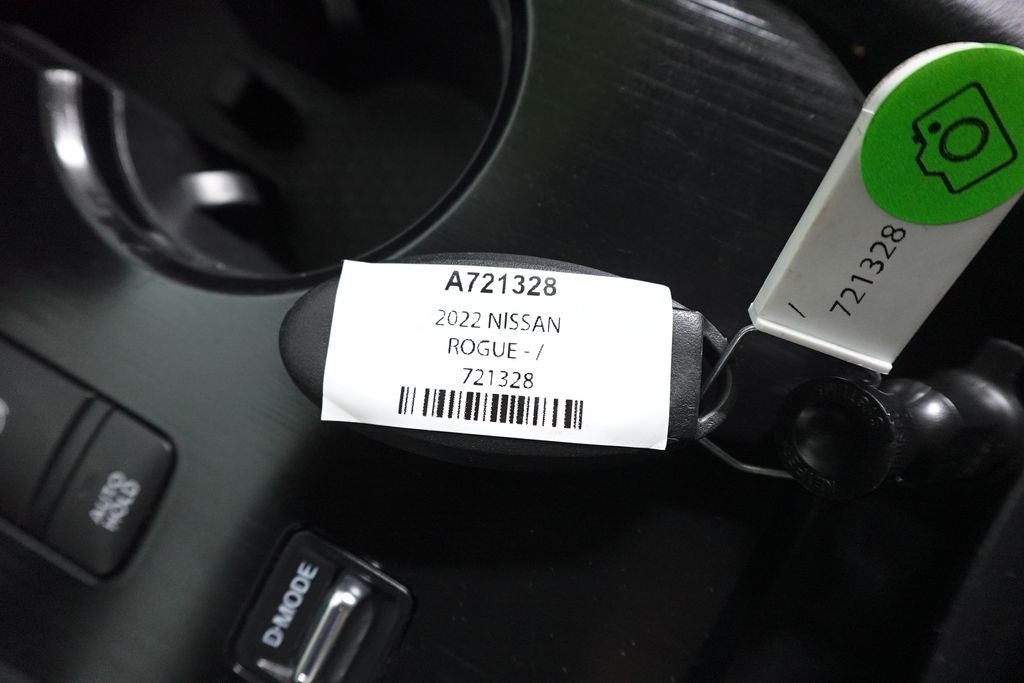 A721328
2022 NISSAN
ROGUE - /
721328
/
721328
AUTO
HOLD
D-MODE